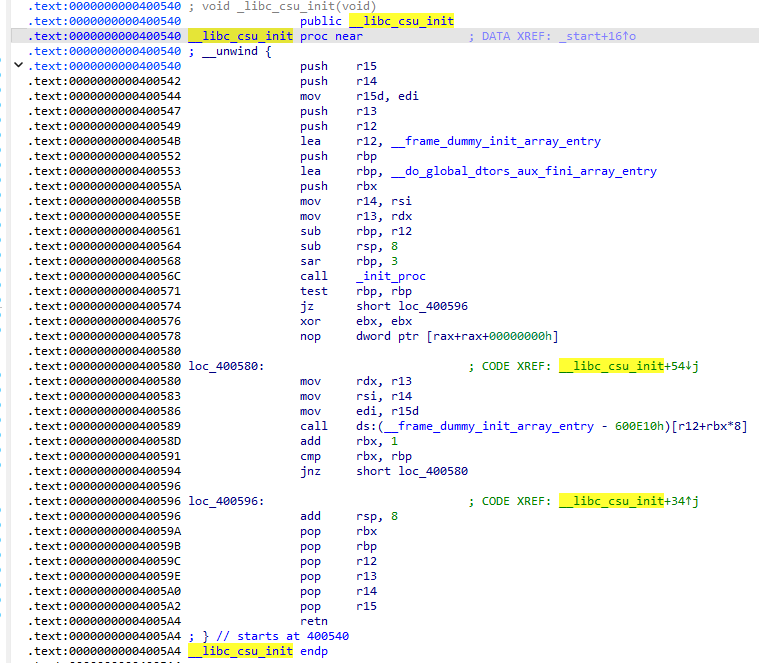 .text:0000000000400540 ; void _libc_csu_init(void)
.text:0000000000400540 public __libc_csu_init
.text:0000000000400540 __libc_csu_init proc near ; DATA XREF: _start+16↑o
.text:0000000000400540 ; __unwind {
.text:0000000000400540 push r15
.text:0000000000400542 push r14
.text:0000000000400544 mov r15d, edi
.text:0000000000400547 push r13
.text:0000000000400549 push r12
.text:000000000040054B lea r12, __frame_dummy_init_array_entry
.text:0000000000400552 push rbp
.text:0000000000400553 lea rbp, __do_global_dtors_aux_fini_array_entry
.text:000000000040055A push rbx
.text:000000000040055B mov r14, rsi
.text:000000000040055E mov r13, rdx
.text:0000000000400561 sub rbp, r12
.text:0000000000400564 sub rsp, 8
.text:0000000000400568 sar rbp, 3
.text:000000000040056C call _init_proc
.text:0000000000400571 test rbp, rbp
.text:0000000000400574 jz short loc_400596
.text:0000000000400576 xor ebx, ebx
.text:0000000000400578 nop dword ptr [rax+rax+00000000h]
.text:0000000000400580
.text:0000000000400580 loc_400580: ; CODE XREF: __libc_csu_init+54↓j
.text:0000000000400580 mov rdx, r13
.text:0000000000400583 mov rsi, r14
.text:0000000000400586 mov edi, r15d
.text:0000000000400589 call ds:(__frame_dummy_init_array_entry - 600E10h)[r12+rbx*8]
.text:000000000040058D add rbx, 1
.text:0000000000400591 cmp rbx, rbp
.text:0000000000400594 jnz short loc_400580
.text:0000000000400596
.text:0000000000400596 loc_400596: ; CODE XREF: __libc_csu_init+34↑j
.text:0000000000400596 add rsp, 8
.text:000000000040059A pop rbx
.text:000000000040059B pop rbp
.text:000000000040059C pop r12
.text:000000000040059E pop r13
.text:00000000004005A0 pop r14
.text:00000000004005A2 pop r15
.text:00000000004005A4 retn
.text:00000000004005A4 ; } // starts at 400540
.text:00000000004005A4 __libc_csu_init endp